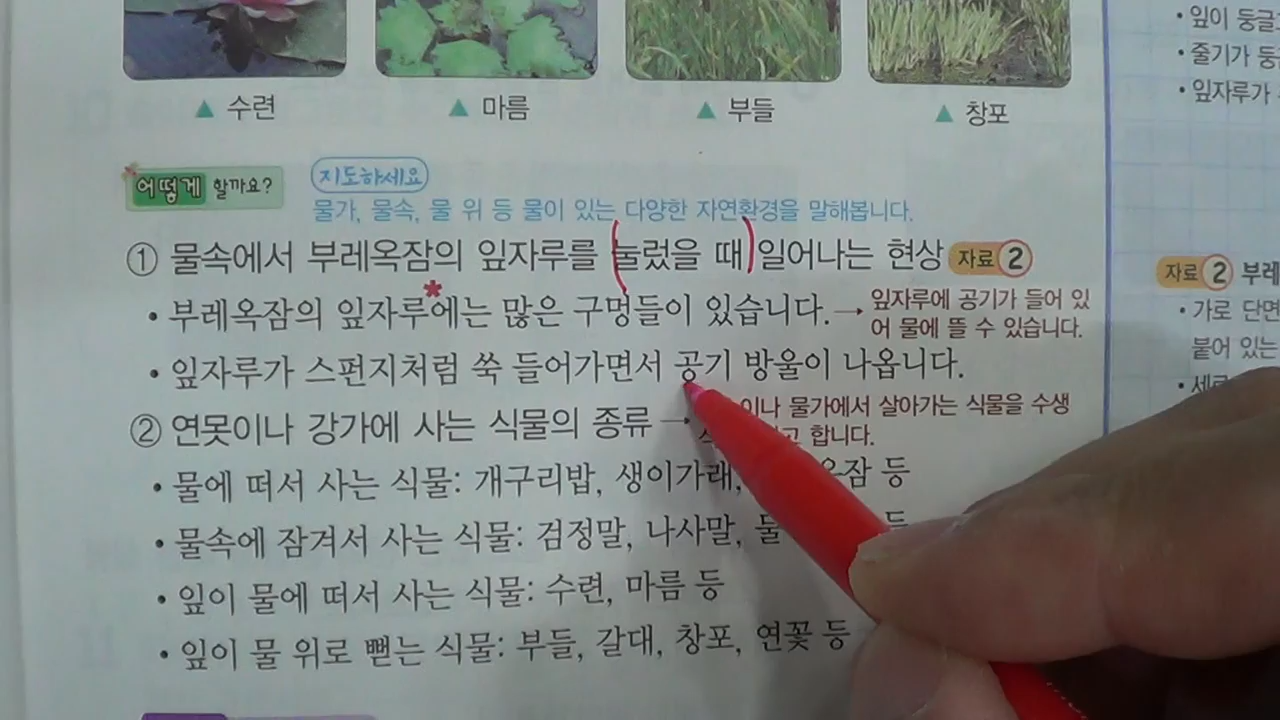 ▲ 수련
▲ 마름
▲ 부들
▲ 창포
어떻게 할까요?
지도하세요
물가, 물속, 물 위 등 물이 있는 다양한 자연환경을 말해봅니다.
① 물속에서 부레옥잠의 잎자루를 눌렀을 때 일어나는 현상 자료 2
• 부레옥잠의 잎자루에는 많은 구멍들이 있습니다. → 잎자루에 공기가 들어 있
어 물에 뜰 수 있습니다.
• 잎자루가 스펀지처럼 쑥 들어가면서 공기 방울이 나옵니다.
② 연못이나 강가에 사는 식물의 종류 → 이나 물가에서 살아가는 식물을 수생
합니다.
• 물에 떠서 사는 식물: 개구리밥, 생이가래, 등
• 물속에 잠겨서 사는 식물: 검정말, 나사말, 등
• 잎이 물에 떠서 사는 식물: 수련, 마름 등
• 잎이 물 위로 뻗는 식물: 부들, 갈대, 창포, 연꽃 등
• 잎이
• 줄기가
• 잎자루가
자료 2
• 가로
붙어 있는